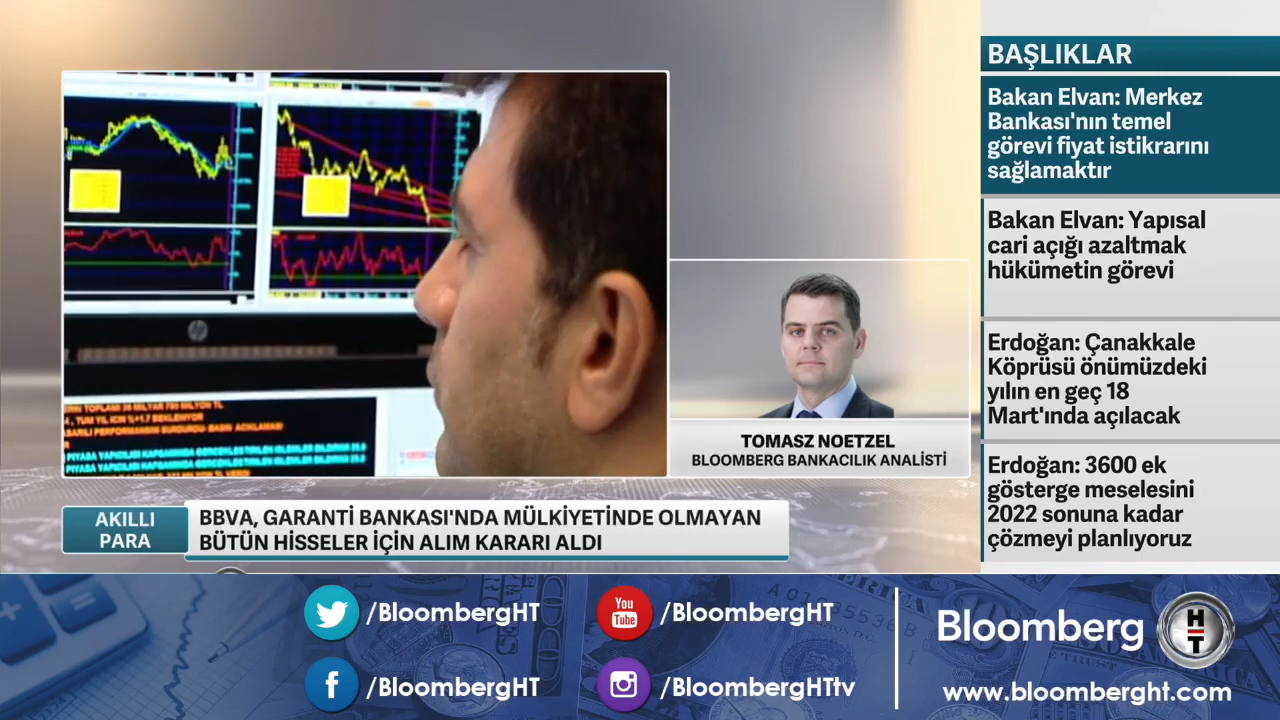 BAŞLIKLAR
Bakan Elvan: Merkez
Bankası'nın temel
görevi fiyat istikrarını
sağlamaktır
Bakan Elvan: Yapısal
cari açığı azaltmak
hükümetin görevi
Erdoğan: Çanakkale
Köprüsü önümüzdeki
yılın en geç 18
Mart'ında açılacak
Erdoğan: 3600 ek
gösterge meselesini
2022 sonuna kadar
çözmeyi planlıyoruz
hp
TOMASZ NOETZEL
BLOOMBERG BANKACILIK ANALİSTİ
AKILLI
PARA
BBVA, GARANTİ BANKASI'NDA MÜLKİYETİNDE OLMAYAN
BÜTÜN HİSSELER İÇİN ALIM KARARI ALDI
/BloombergHT
You
Tube
/BloombergHT
/BloombergHT
/BloombergHTtv
Bloomberg HT
www.bloomberght.com